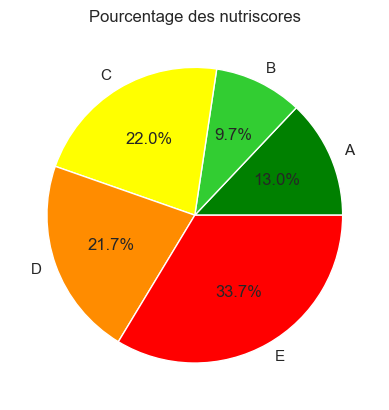 Pourcentage des nutriscores
B
C
9.7%
22.0%
A
13.0%
21.7%
D
33.7%
E